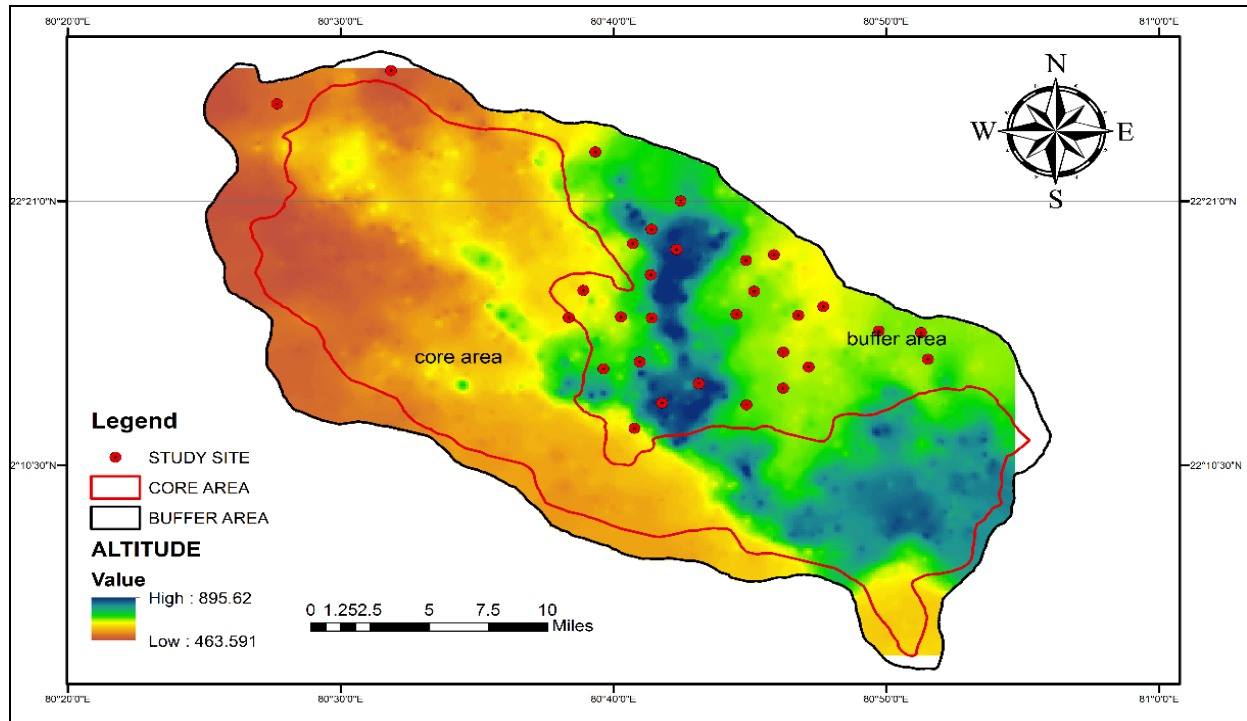 80°20'0"E 80°30'0"E 80°40'0"E 80°50'0"E 81°0'0"E
N
W E
S
22°21'0"N 22°21'0"N
core area
buffer area
Legend
STUDY SITE
CORE AREA
BUFFER AREA
ALTITUDE
Value
High : 895.62
Low : 463.591
0 1.252.5 5 7.5 10
Miles
2°10'30"N 22°10'30"N
80°20'0"E 80°30'0"E 80°40'0"E 80°50'0"E 81°0'0"E